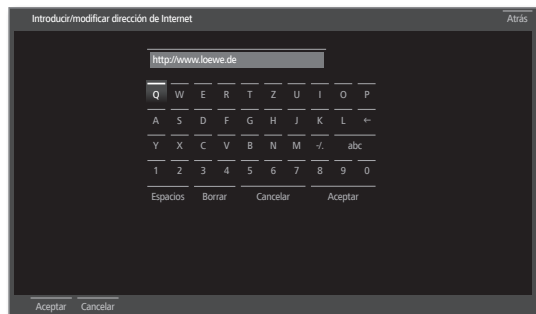 Introducir/modificar dirección de Internet Atrás
http://www.loewe.de
Q W E R T Z U I O P
A S D F G H J K L ←
Y X C V B N M -/. abc
1 2 3 4 5 6 7 8 9 0
Espacios Borrar Cancelar Aceptar
Aceptar Cancelar